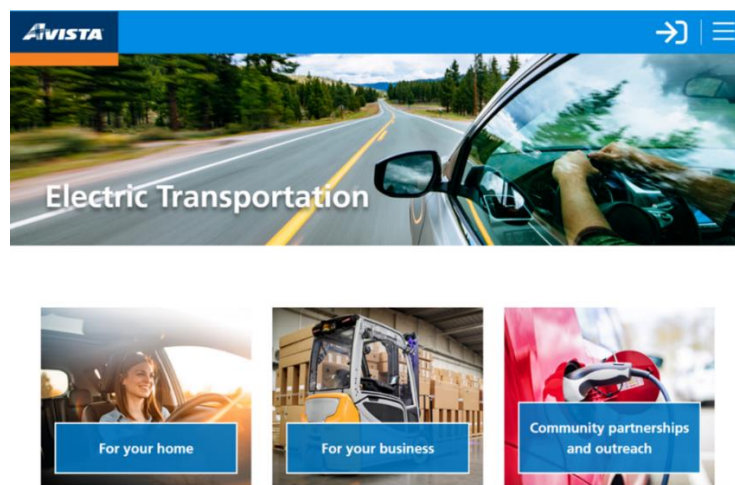 AVISTA
Electric Transportation
For your home
For your business
Community partnerships
and outreach